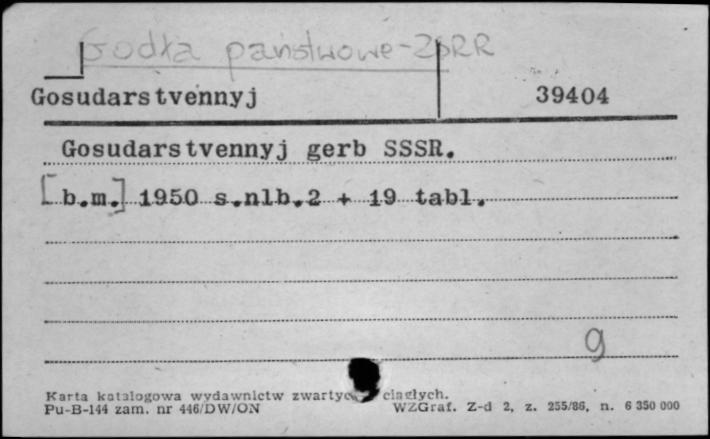 Godła państwowe-ZSRR
Gosudarstvennyj 39404
Gosudarstvennyj gerb SSSR.
[b.m.] 1950 s.nlb.2 + 19 tabl.
9
Karta katalogowa wydawnictw zwartych ciągłych.
Pu-B-144 zam. nr 446/DW/ON WZGraf. Z-d 2, z. 255/86, n. 6 350 000